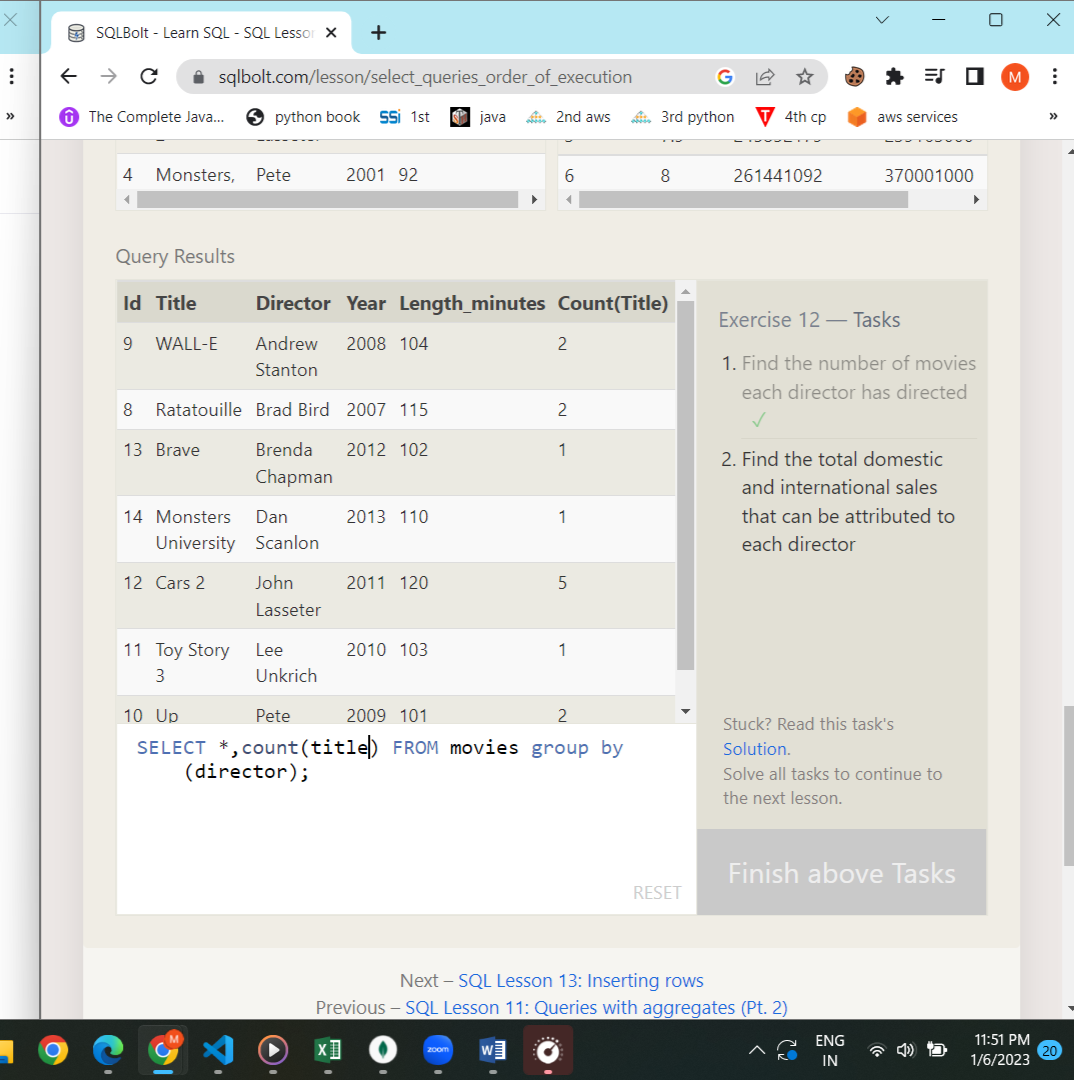 SQLBolt - Learn SQL - SQL Lesso
sqlbolt.com/lesson/select_queries_order_of_execution
M
The Complete Java... python book SSi 1st java 2nd aws 3rd python 4th cp aws services »
»
4 Monsters, Pete 2001 92
6 8 261441092 370001000
Query Results
Id Title Director Year Length_minutes Count(Title)
9 WALL-E Andrew 2008 104 2
Stanton
8 Ratatouille Brad Bird 2007 115 2
13 Brave Brenda 2012 102 1
Chapman
14 Monsters Dan 2013 110 1
University Scanlon
12 Cars 2 John 2011 120 5
Lasseter
11 Toy Story Lee 2010 103 1
3 Unkrich
10 Up Pete 2009 101 2
SELECT *,count(title) FROM movies group by
(director);
RESET
Exercise 12 — Tasks
1. Find the number of movies
each director has directed
✓
2. Find the total domestic
and international sales
that can be attributed to
each director
Stuck? Read this task's
Solution.
Solve all tasks to continue to
the next lesson.
Finish above Tasks
Next – SQL Lesson 13: Inserting rows
Previous – SQL Lesson 11: Queries with aggregates (Pt. 2)
M
zoom
ENG
IN
11:51 PM
1/6/2023
20